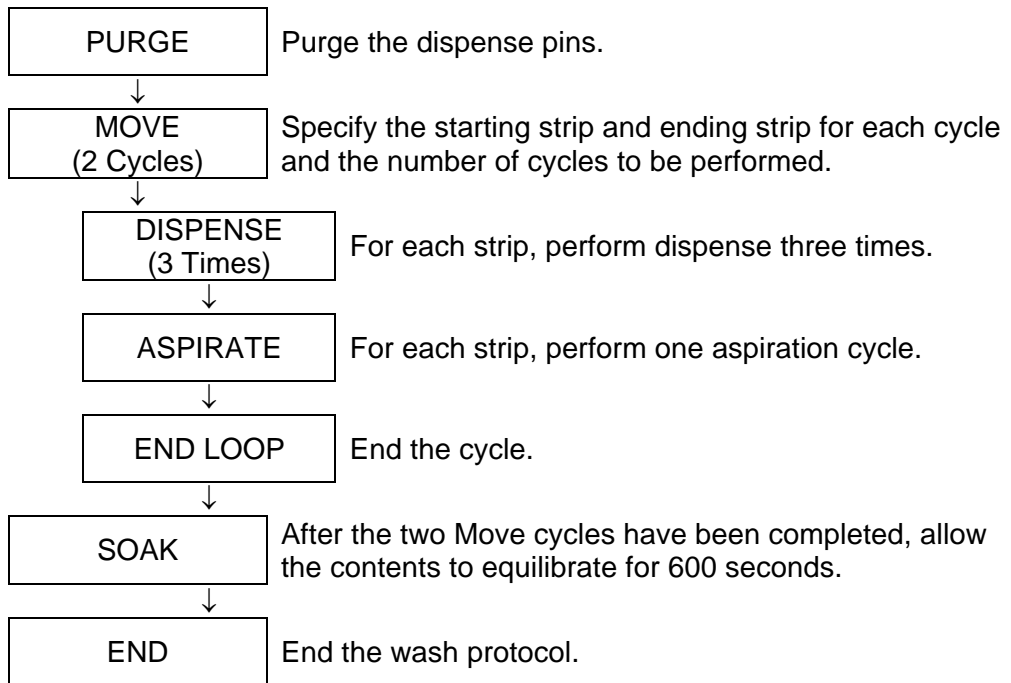 PURGE
Purge the dispense pins.
↓
MOVE
(2 Cycles)
Specify the starting strip and ending strip for each cycle
and the number of cycles to be performed.
↓
DISPENSE
(3 Times)
For each strip, perform dispense three times.
↓
ASPIRATE
For each strip, perform one aspiration cycle.
↓
END LOOP
End the cycle.
↓
SOAK
After the two Move cycles have been completed, allow
the contents to equilibrate for 600 seconds.
↓
END
End the wash protocol.